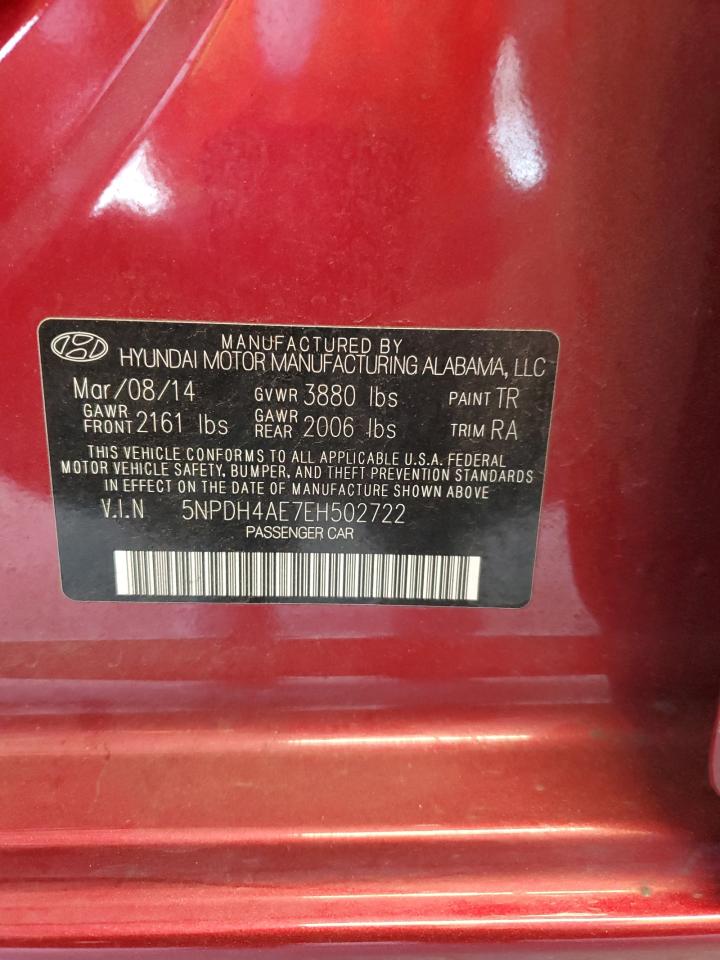 MANUFACTURED BY
HYUNDAI MOTOR MANUFACTURING ALABAMA, LLC
Mar/08/14 GVWR 3880 lbs PAINT TR
GAWR FRONT 2161 lbs GAWR REAR 2006 lbs TRIM RA
THIS VEHICLE CONFORMS TO ALL APPLICABLE U.S.A. FEDERAL
MOTOR VEHICLE SAFETY, BUMPER, AND THEFT PREVENTION STANDARDS
IN EFFECT ON THE DATE OF MANUFACTURE SHOWN ABOVE
V.I.N 5NPDH4AE7EH502722
PASSENGER CAR